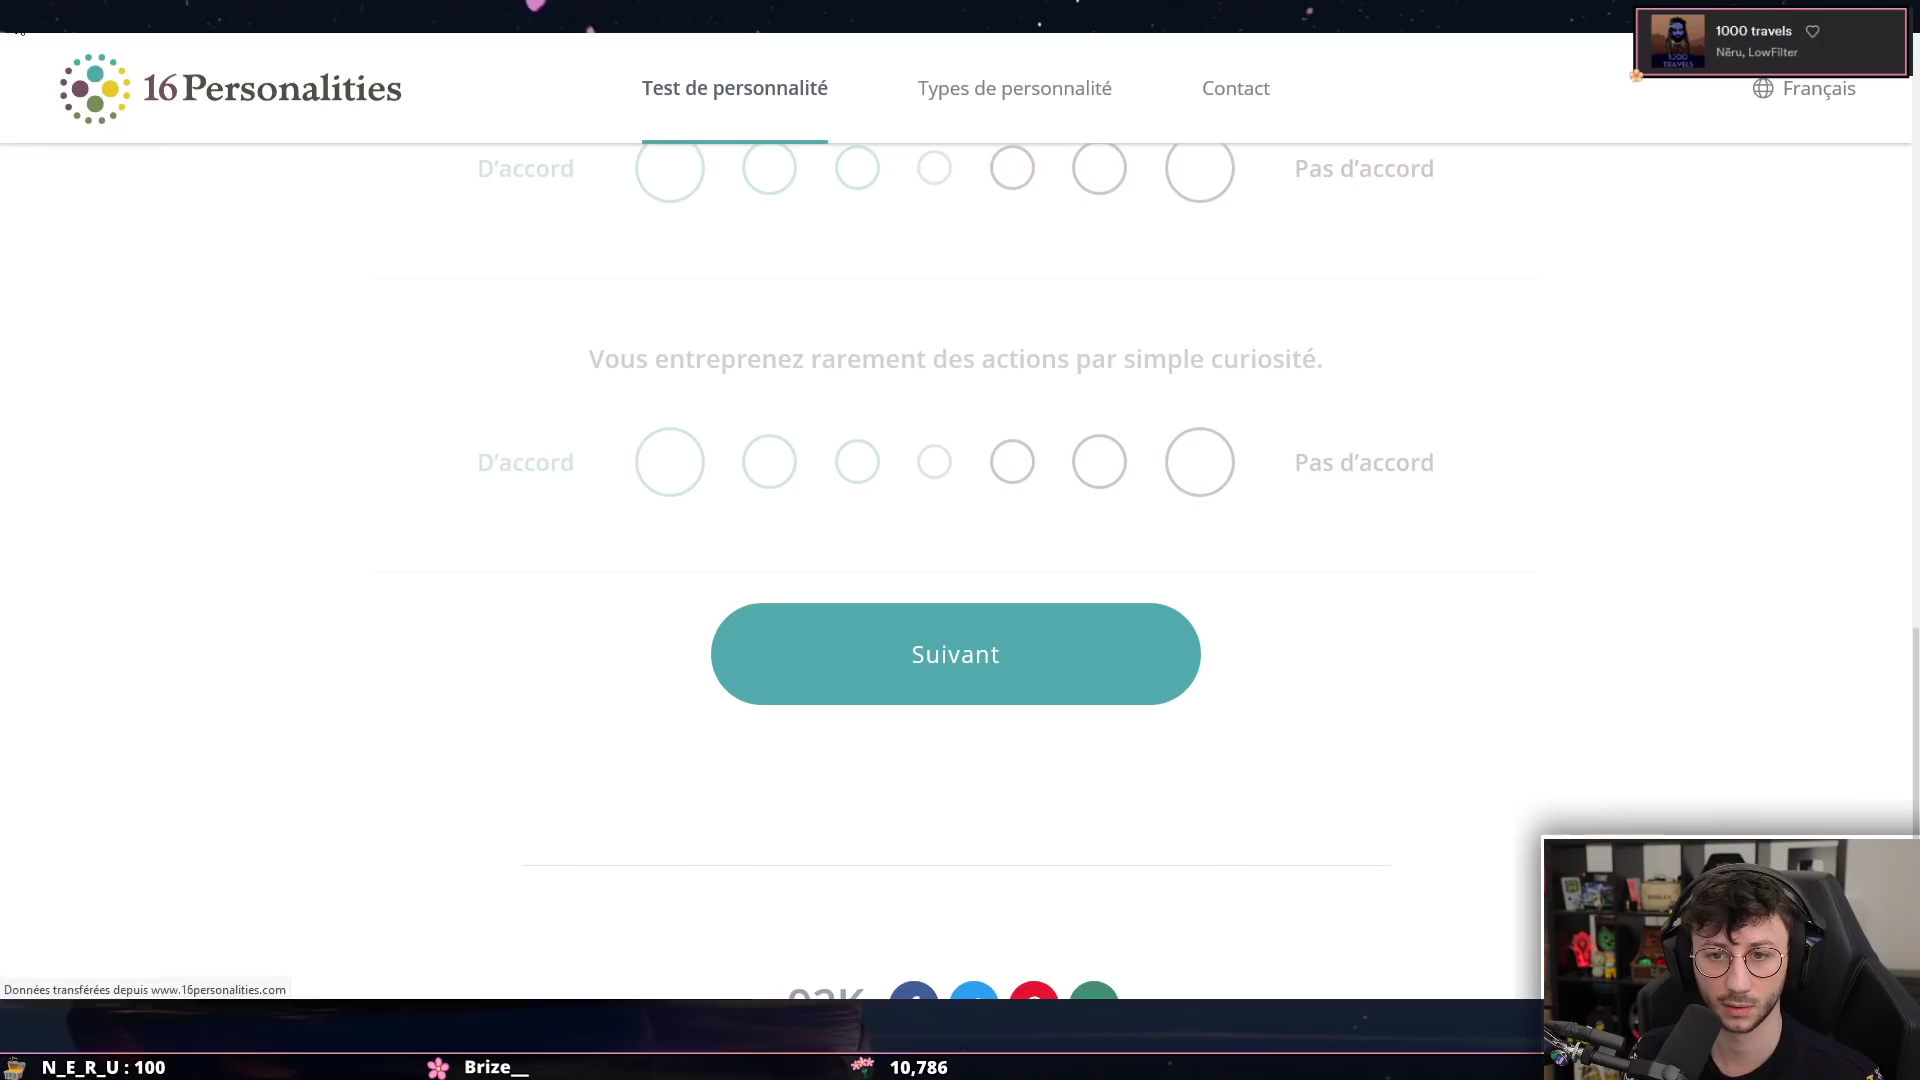 1000 travels
Nēru, LowFilter
1000
TRAVELS
16Personalities
Test de personnalité
Types de personnalité
Contact
Français
D’accord
Pas d’accord
Vous entreprenez rarement des actions par simple curiosité.
D’accord
Pas d’accord
Suivant
Données transférées depuis www.16personalities.com
N_E_R_U : 100
Brize__
10,786